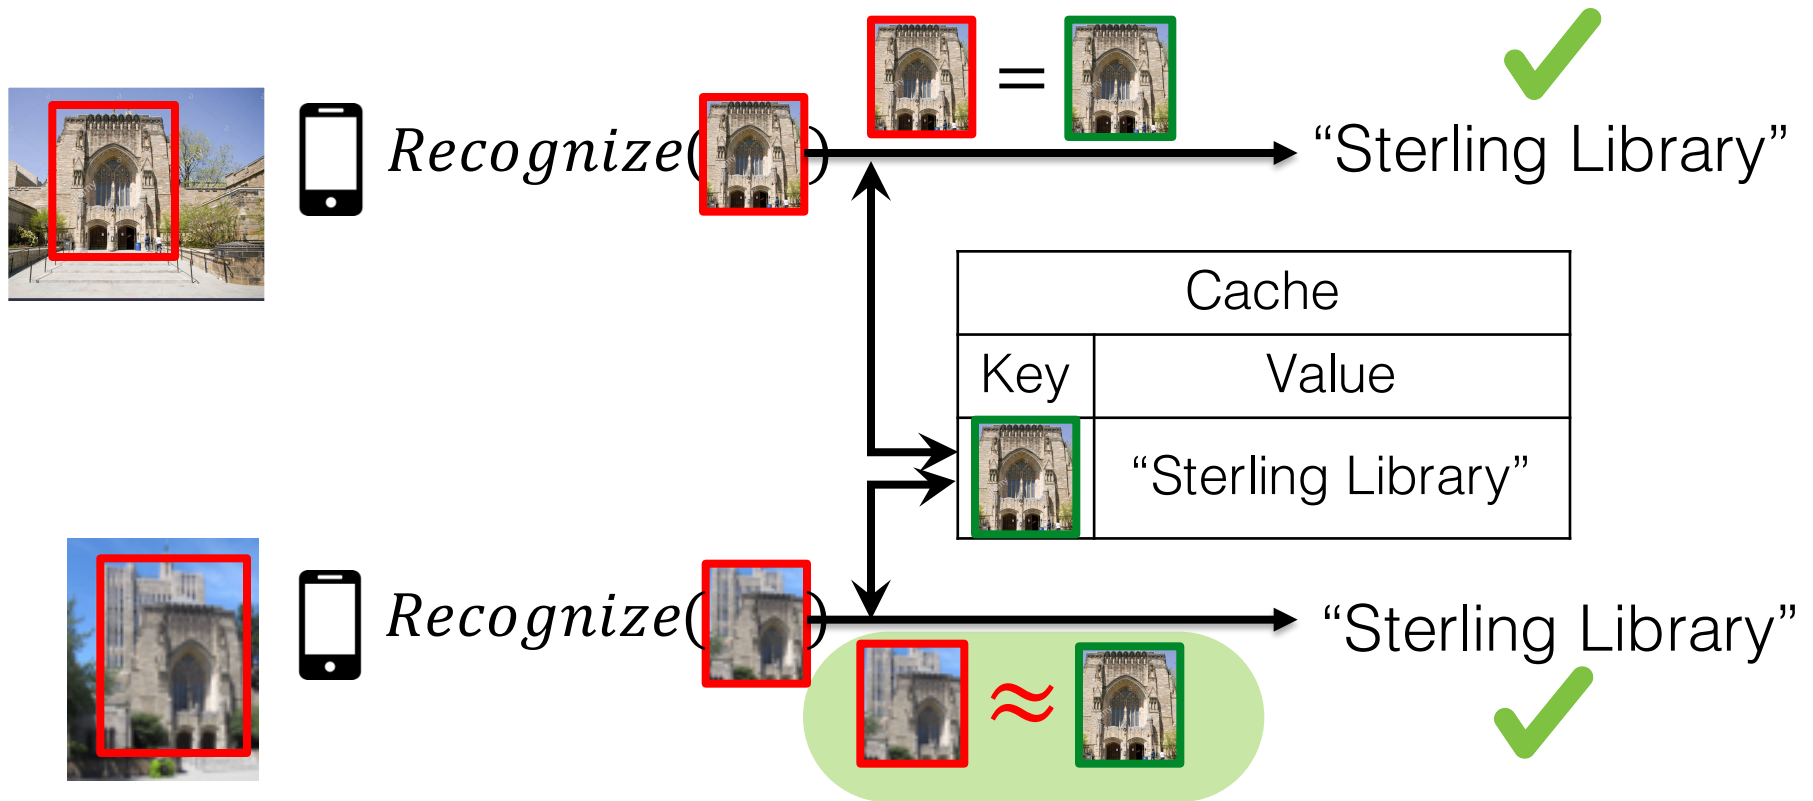 =
Recognize( )
“Sterling Library”
Cache
Key Value
“Sterling Library”
Recognize( )
“Sterling Library”
≈